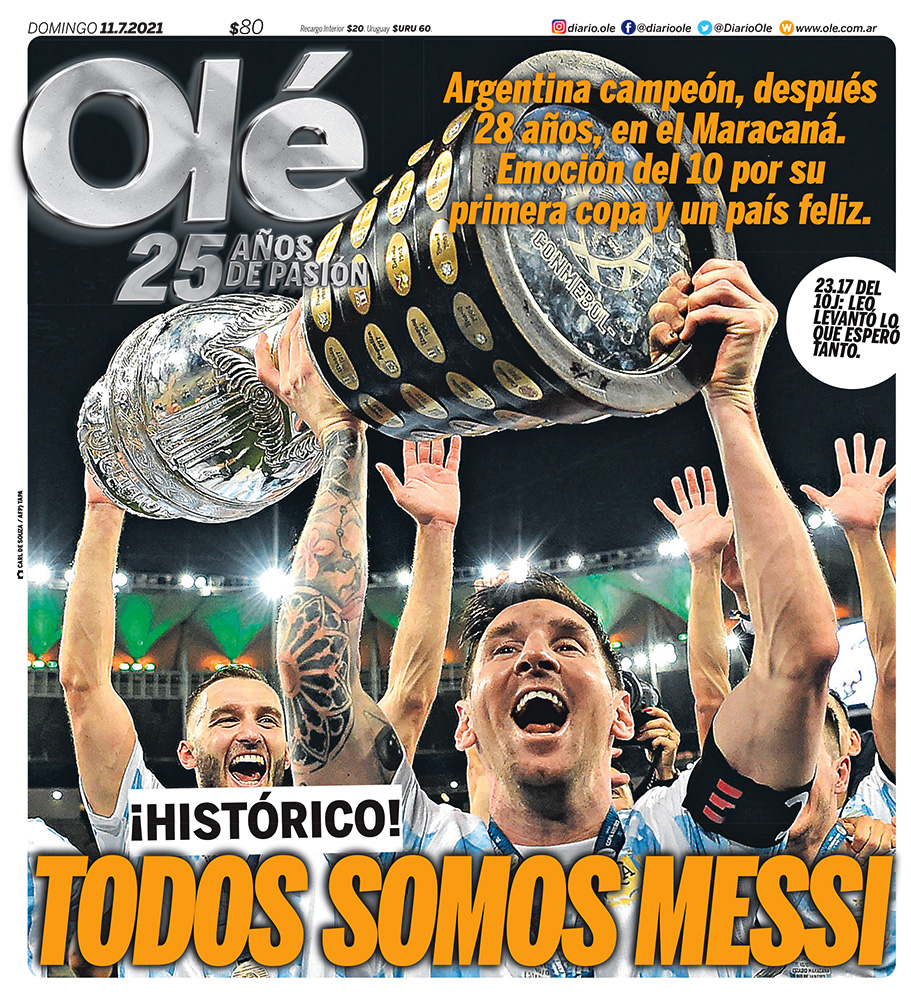 DOMINGO 11.7.2021
$80
Recargo Interior $20. Uruguay $URU 60.
diario.ole
@diarioole
@DiarioOle
www.ole.com.ar
Olé
25 AÑOS
DE PASIÓN
Argentina campeón, después
28 años, en el Maracaná.
Emoción del 10 por su
primera copa y un país feliz.
23.17 DEL
10J: LEO
LEVANTÓ LO
QUE ESPERÓ
TANTO.
CONMEBOL
CARL DE SOUZA / AFP) TAPA
¡HISTÓRICO!
TODOS SOMOS MESSI